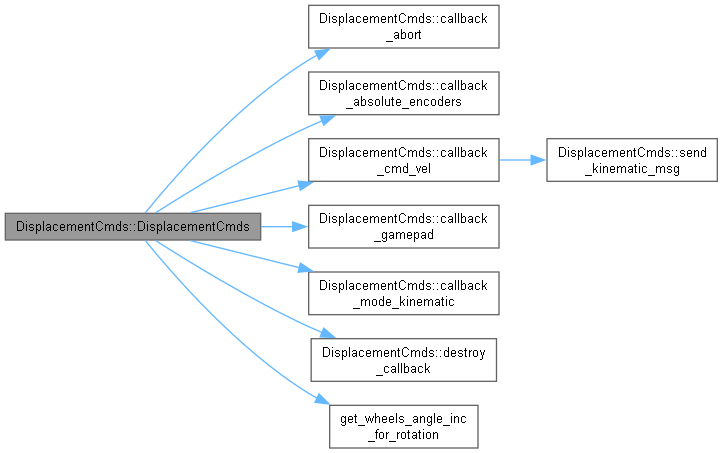 DisplacementCmds::DisplacementCmds
DisplacementCmds::callback
_abort
DisplacementCmds::callback
_absolute_encoders
DisplacementCmds::callback
_cmd_vel
DisplacementCmds::send
_kinematic_msg
DisplacementCmds::callback
_gamepad
DisplacementCmds::callback
_mode_kinematic
DisplacementCmds::destroy
_callback
get_wheels_angle_inc
_for_rotation